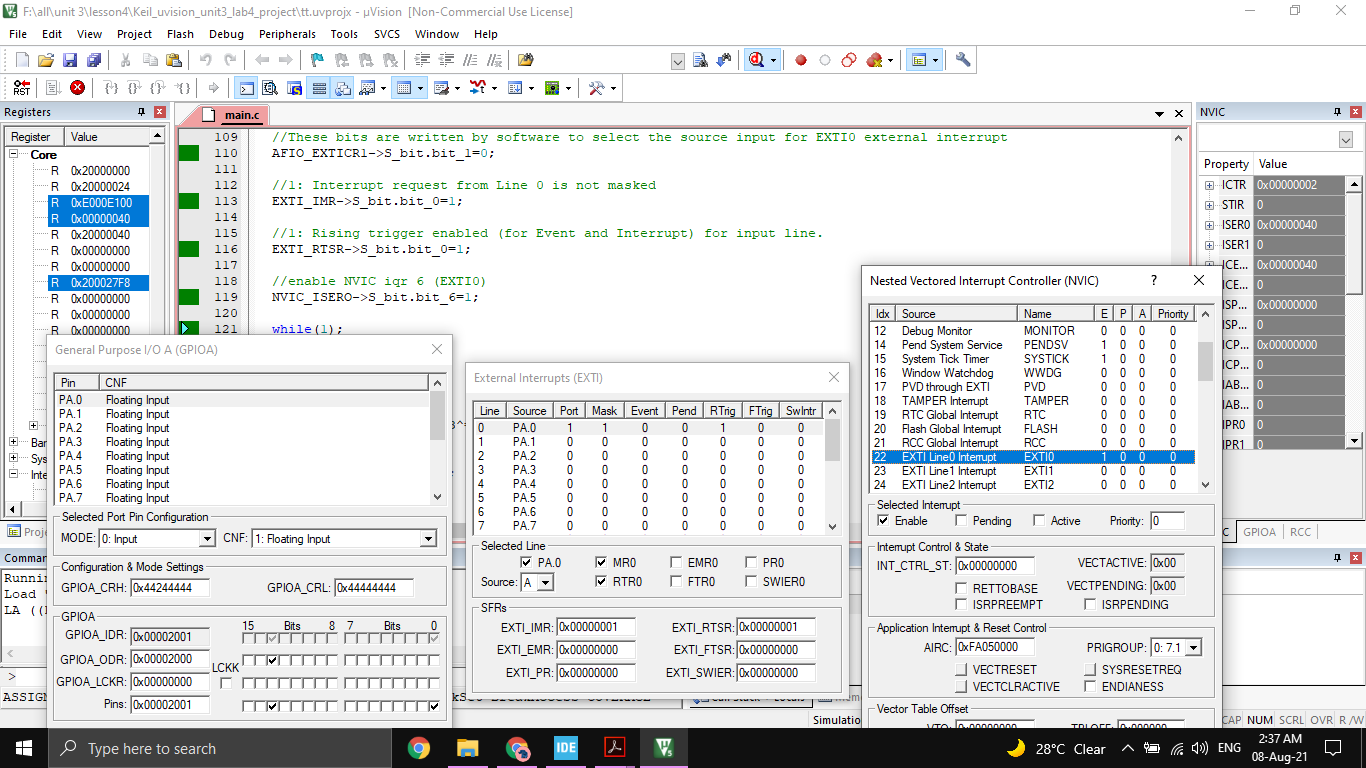 F:\all\unit 3\lesson4\Keil_uvision_unit3_lab4_project\tt.uvprojx - µVision [Non-Commercial Use License]
File Edit View Project Flash Debug Peripherals Tools SVCS Window Help
RST
Registers
Register Value
Core
R 0x20000000
R 0x20000024
R 0xE000E100
R 0x00000040
R 0x20000040
R 0x00000000
R 0x00000000
R 0x200027F8
R 0x00000000
R 0x00000000
R 0x00000000
Ban
Sys
Inte
Proj
main.c
109 //These bits are written by software to select the source input for EXTI0 external interrupt
110 AFIO_EXTICR1->S_bit.bit_1=0;
111
112 //1: Interrupt request from Line 0 is not masked
113 EXTI_IMR->S_bit.bit_0=1;
114
115 //1: Rising trigger enabled (for Event and Interrupt) for input line.
116 EXTI_RTSR->S_bit.bit_0=1;
117
118 //enable NVIC iqr 6 (EXTI0)
119 NVIC_ISERO->S_bit.bit_6=1;
120
121 while(1);
NVIC
Property Value
ICTR 0x00000002
STIR 0
ISER0 0x00000040
ISER1 0
ICE... 0x00000040
ICE... 0
ISP... 0x00000000
ISP... 0
ICP... 0x00000000
ICP... 0
IAB... 0
IAB... 0
IPR0 0
IPR1 0
C GPIOA RCC
General Purpose I/O A (GPIOA)
Pin CNF
PA.0 Floating Input
PA.1 Floating Input
PA.2 Floating Input
PA.3 Floating Input
PA.4 Floating Input
PA.5 Floating Input
PA.6 Floating Input
PA.7 Floating Input
Selected Port Pin Configuration
MODE: 0: Input CNF: 1: Floating Input
Configuration & Mode Settings
GPIOA_CRH: 0x44244444 GPIOA_CRL: 0x44444444
GPIOA
15 Bits 8 7 Bits 0
GPIOA_IDR: 0x00002001
GPIOA_ODR: 0x00002000
LCKK
GPIOA_LCKR: 0x00000000
Pins: 0x00002001
External Interrupts (EXTI)
Line Source Port Mask Event Pend RTrig FTrig SwIntr
0 PA.0 1 1 0 0 1 0 0
1 PA.1 0 0 0 0 0 0 0
2 PA.2 0 0 0 0 0 0 0
3 PA.3 0 0 0 0 0 0 0
4 PA.4 0 0 0 0 0 0 0
5 PA.5 0 0 0 0 0 0 0
6 PA.6 0 0 0 0 0 0 0
7 PA.7 0 0 0 0 0 0 0
Selected Line
PA.0 MR0 EMR0 PR0
Source: A RTR0 FTR0 SWIER0
SFRs
EXTI_IMR: 0x00000001 EXTI_RTSR: 0x00000001
EXTI_EMR: 0x00000000 EXTI_FTSR: 0x00000000
EXTI_PR: 0x00000000 EXTI_SWIER: 0x00000000
Nested Vectored Interrupt Controller (NVIC) ?
Idx Source Name E P A Priority
12 Debug Monitor MONITOR 0 0 0 0
14 Pend System Service PENDSV 1 0 0 0
15 System Tick Timer SYSTICK 1 0 0 0
16 Window Watchdog WWDG 0 0 0 0
17 PVD through EXTI PVD 0 0 0 0
18 TAMPER Interrupt TAMPER 0 0 0 0
19 RTC Global Interrupt RTC 0 0 0 0
20 Flash Global Interrupt FLASH 0 0 0 0
21 RCC Global Interrupt RCC 0 0 0 0
22 EXTI Line0 Interrupt EXTI0 1 0 0 0
23 EXTI Line1 Interrupt EXTI1 0 0 0 0
24 EXTI Line2 Interrupt EXTI2 0 0 0 0
Selected Interrupt
Enable Pending Active Priority: 0
Interrupt Control & State
INT_CTRL_ST: 0x00000000 VECTACTIVE: 0x00
RETTOBASE VECTPENDING: 0x00
ISRPREEMPT ISRPENDING
Application Interrupt & Reset Control
AIRC: 0xFA050000 PRIGROUP: 0: 7.1
VECTRESET SYSRESETREQ
VECTCLRACTIVE ENDIANESS
Vector Table Offset
Comman
Runnin
Load
LA ((
>
ASSIGN
Simulatio
CAP NUM SCRL OVR R /W
Type here to search
IDE
28°C Clear
ENG
2:37 AM
08-Aug-21